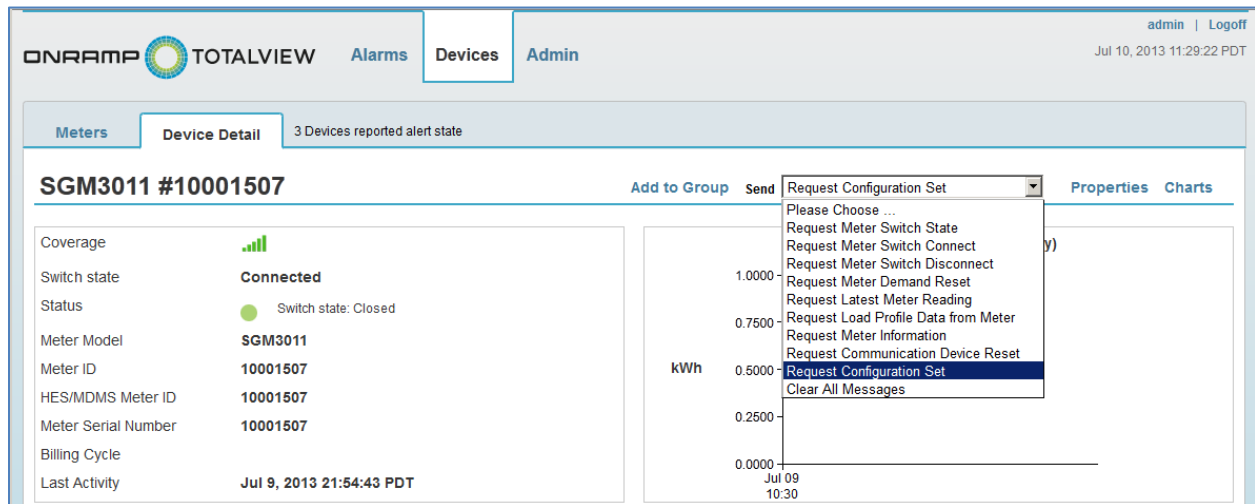 admin | Logoff
ONRAMP TOTALVIEW Alarms Devices Admin
Jul 10, 2013 11:29:22 PDT
Meters Device Detail 3 Devices reported alert state
SGM3011 #10001507 Add to Group Send Request Configuration Set Properties Charts
Please Choose ...
Request Meter Switch State
Request Meter Switch Connect
Request Meter Switch Disconnect
Request Meter Demand Reset
Request Latest Meter Reading
Request Load Profile Data from Meter
Request Meter Information
Request Communication Device Reset
Request Configuration Set
Clear All Messages
Coverage
Switch state Connected
Status Switch state: Closed
Meter Model SGM3011
Meter ID 10001507
HES/MDMS Meter ID 10001507
Meter Serial Number 10001507
Billing Cycle
Last Activity Jul 9, 2013 21:54:43 PDT
y)
1.0000
0.7500
kWh 0.5000
0.2500
0.0000
Jul 09
10:30